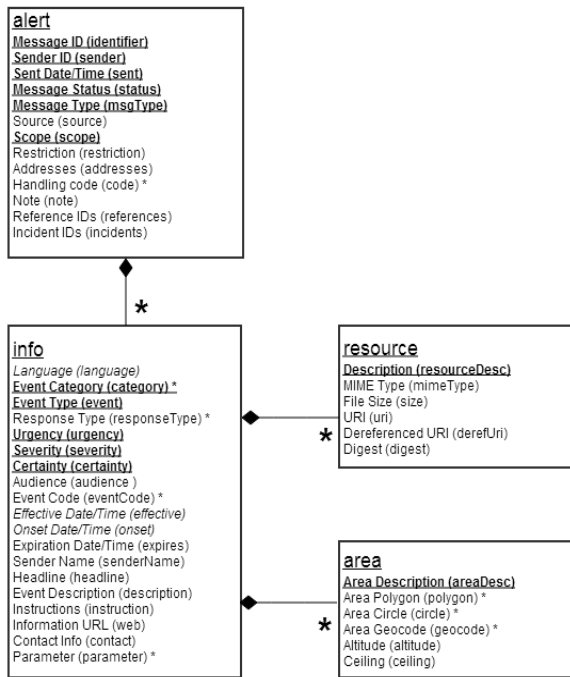 alert
Message ID (identifier)
Sender ID (sender)
Sent Date/Time (sent)
Message Status (status)
Message Type (msgType)
Source (source)
Scope (scope)
Restriction (restriction)
Addresses (addresses)
Handling code (code) *
Note (note)
Reference IDs (references)
Incident IDs (incidents)
*
info
Language (language)
Event Category (category) *
Event Type (event)
Response Type (responseType) *
Urgency (urgency)
Severity (severity)
Certainty (certainty)
Audience (audience )
Event Code (eventCode) *
Effective Date/Time (effective)
Onset Date/Time (onset)
Expiration Date/Time (expires)
Sender Name (senderName)
Headline (headline)
Event Description (description)
Instructions (instruction)
Information URL (web)
Contact Info (contact)
Parameter (parameter) *
*
resource
Description (resourceDesc)
MIME Type (mimeType)
File Size (size)
URI (uri)
Dereferenced URI (derefUri)
Digest (digest)
*
area
Area Description (areaDesc)
Area Polygon (polygon) *
Area Circle (circle) *
Area Geocode (geocode) *
Altitude (altitude)
Ceiling (ceiling)